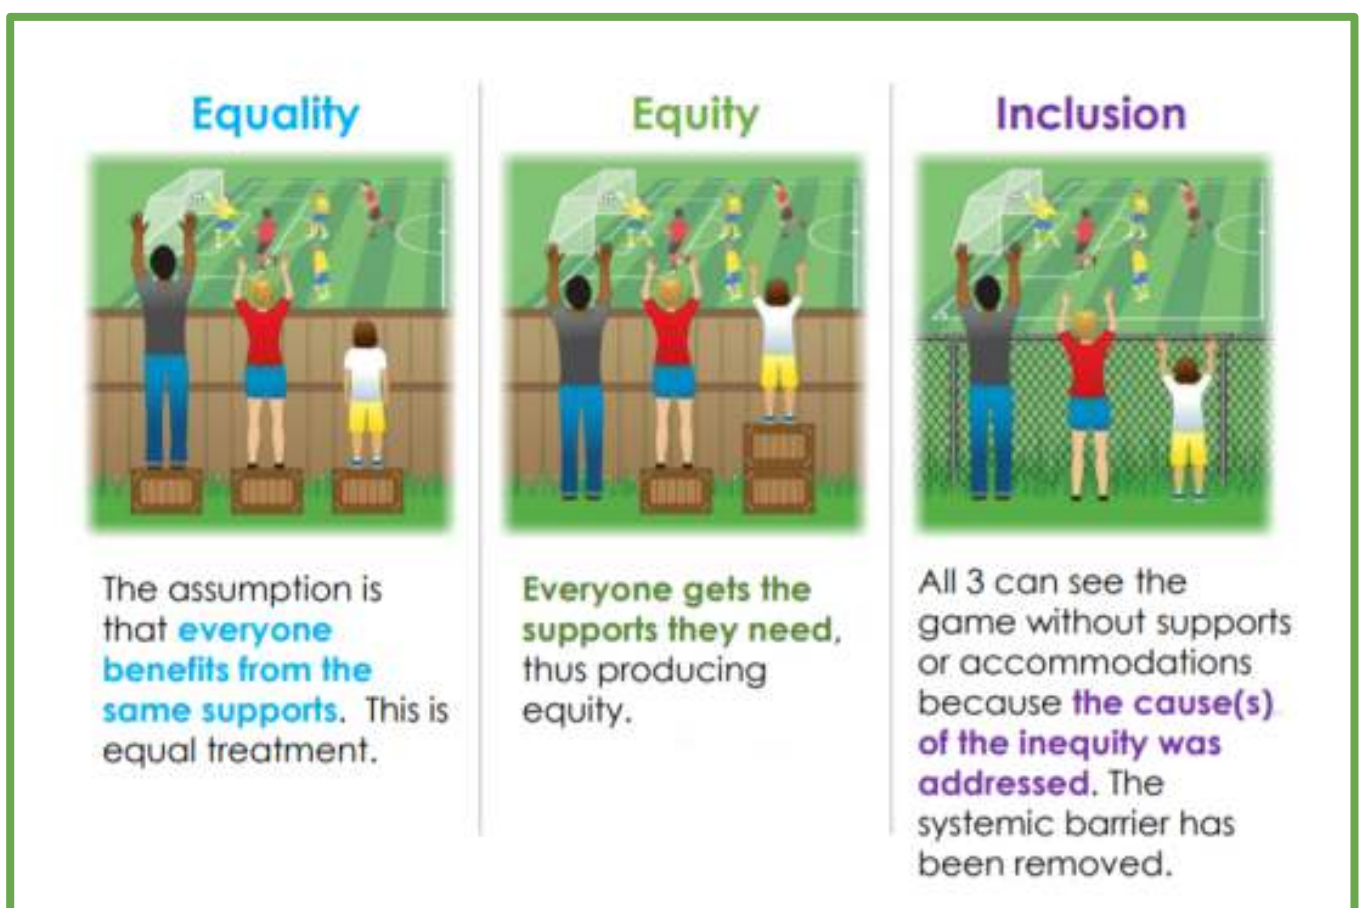 Equality
The assumption is
that everyone
benefits from the
same supports. This is
equal treatment.
Equity
Everyone gets the
supports they need,
thus producing
equity.
Inclusion
All 3 can see the
game without supports
or accommodations
because the cause(s)
of the inequity was
addressed. The
systemic barrier has
been removed.